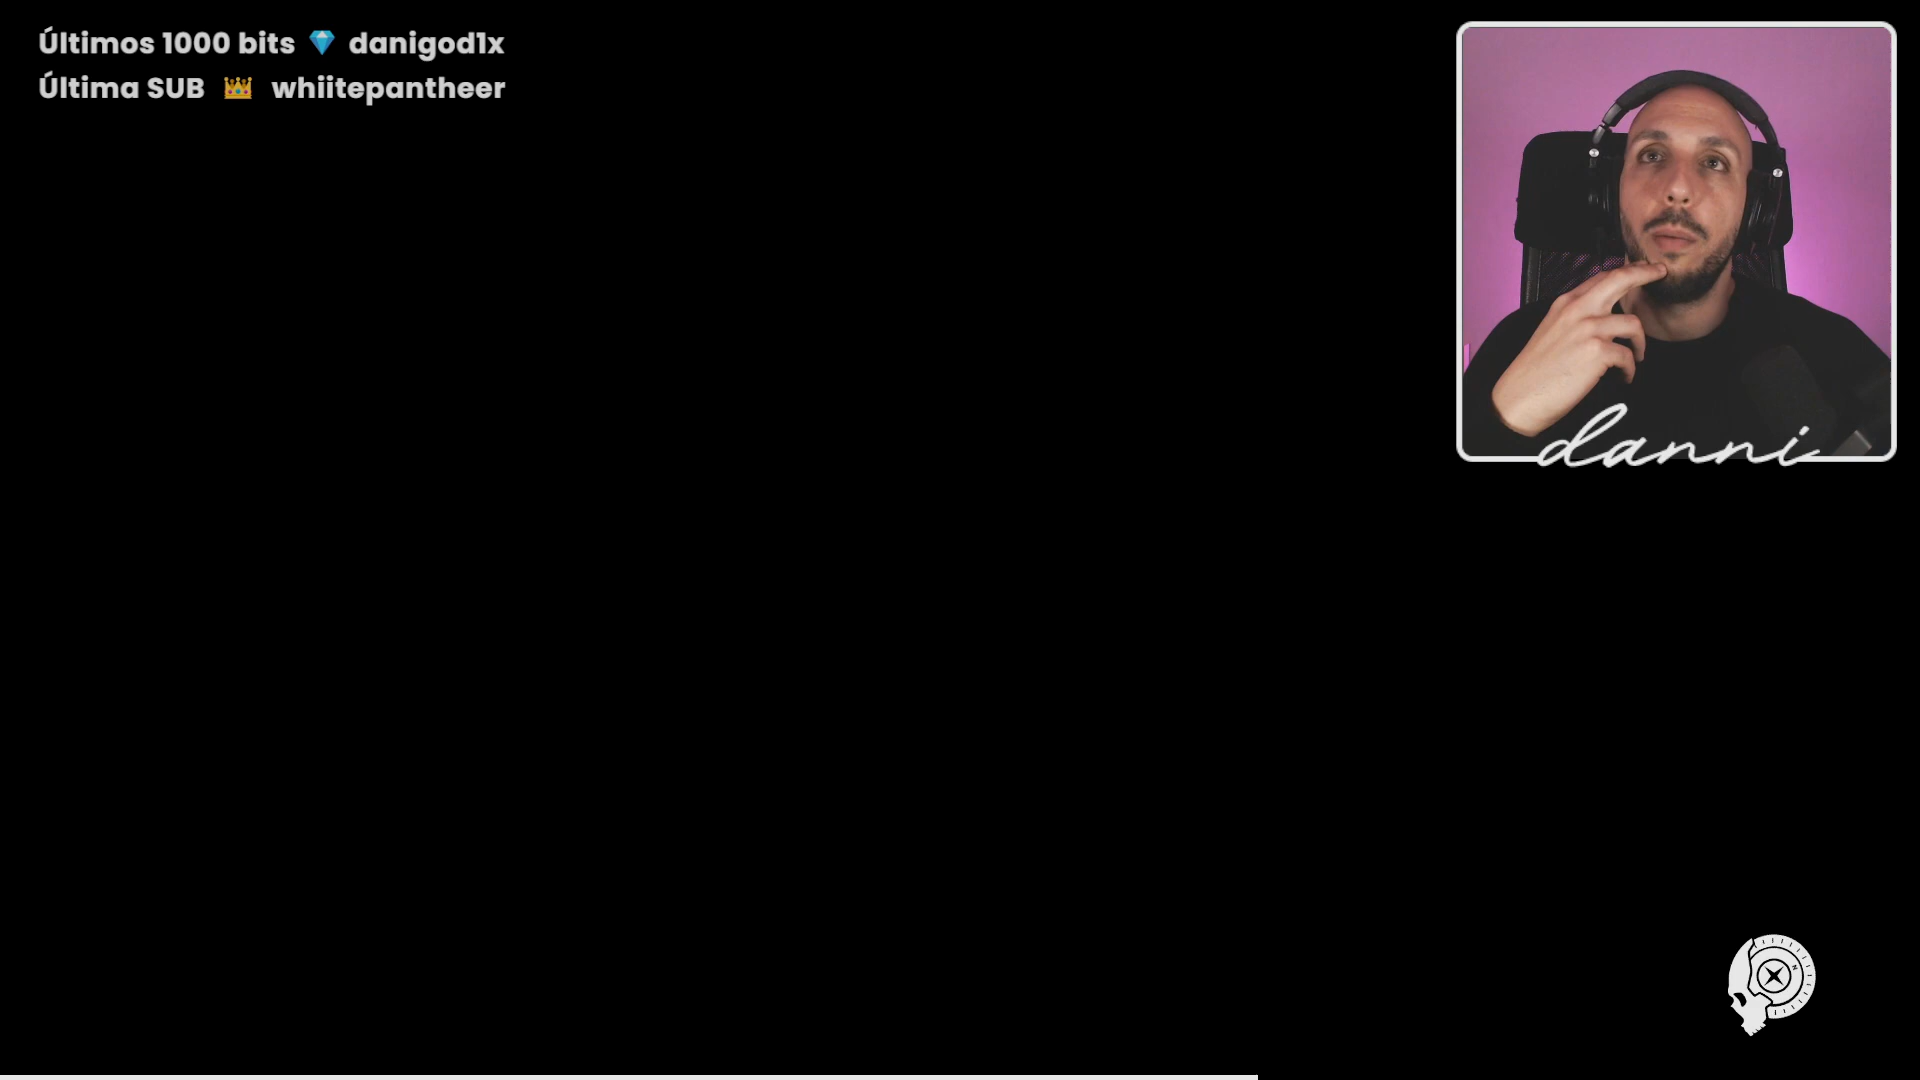 Últimos 1000 bits 💎 danigod1x
Última SUB 👑 whiitepantheer
danni
N